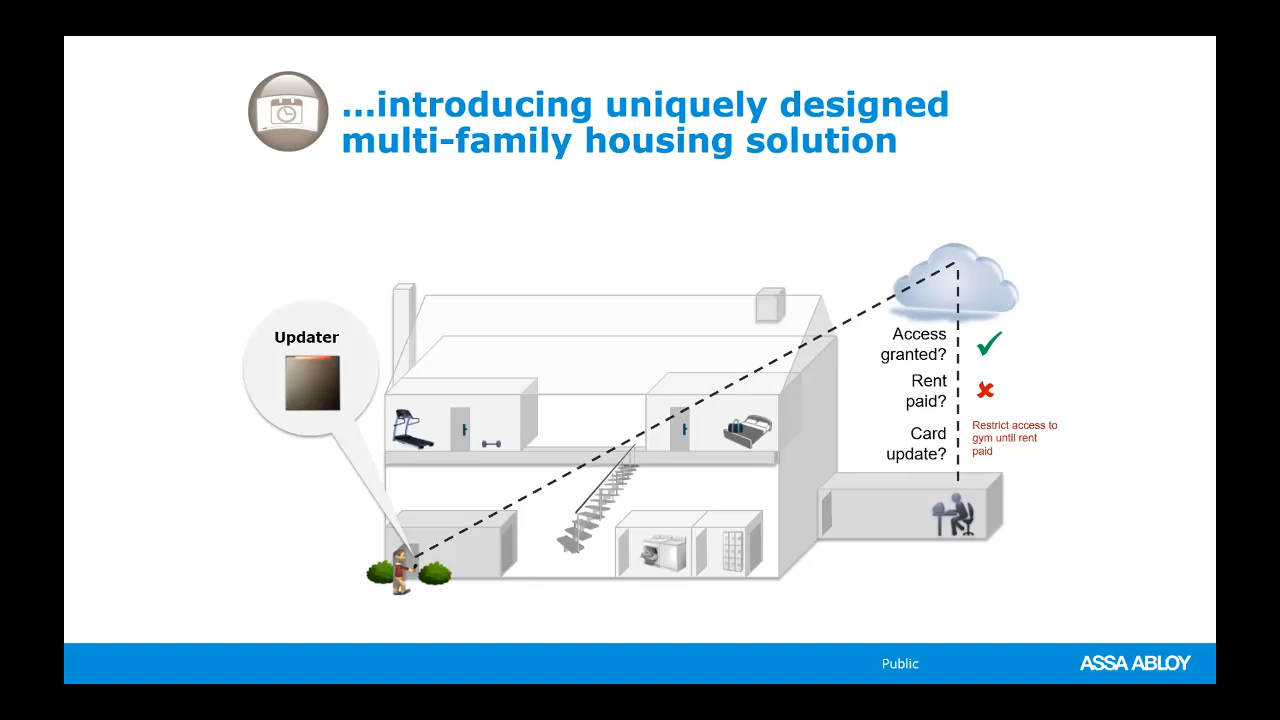 ...introducing uniquely designed
multi-family housing solution
Updater
Access
granted?
Rent
paid?
Card
update?
Restrict access to
gym until rent
paid
Public
ASSA ABLOY